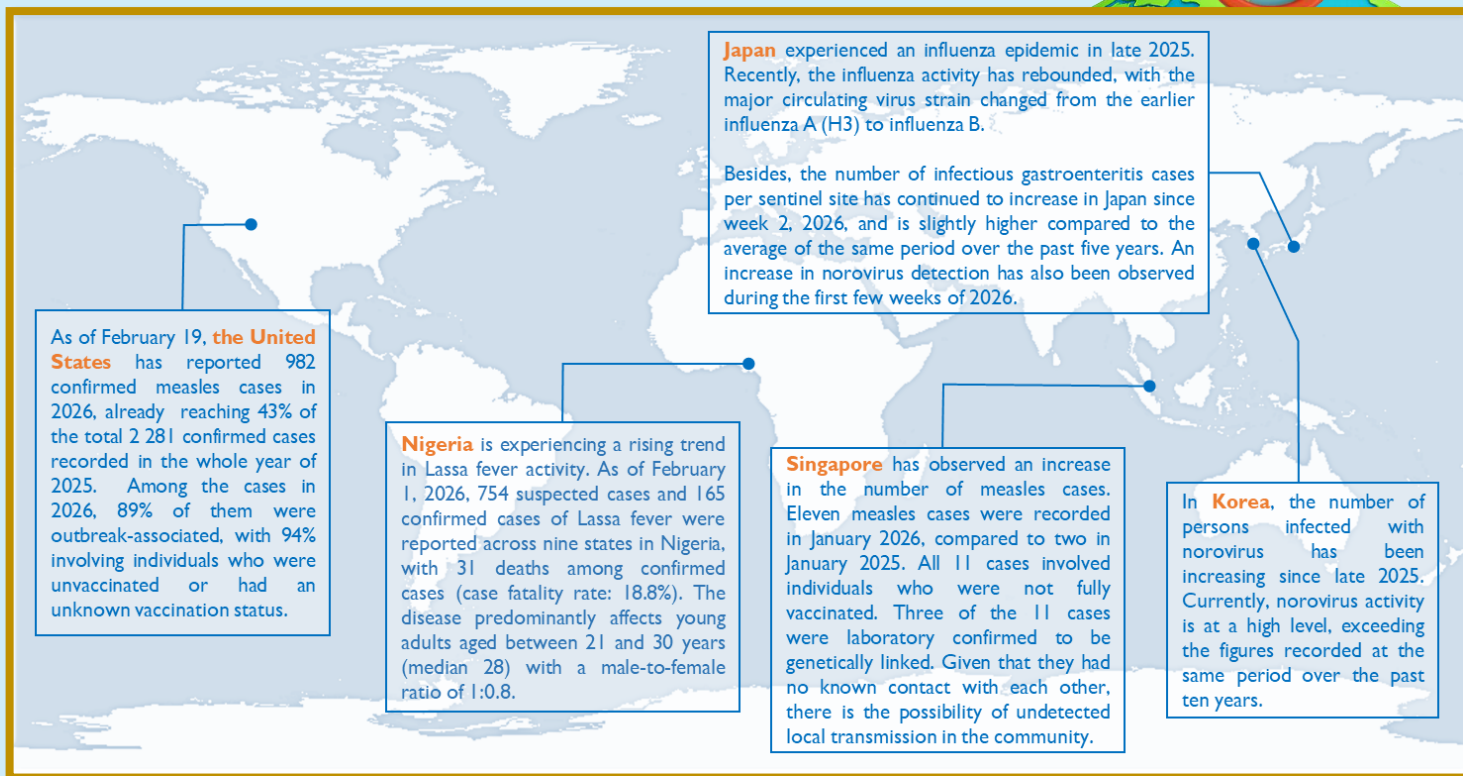 Japan experienced an influenza epidemic in late 2025.
Recently, the influenza activity has rebounded, with the
major circulating virus strain changed from the earlier
influenza A (H3) to influenza B.
Besides, the number of infectious gastroenteritis cases
per sentinel site has continued to increase in Japan since
week 2, 2026, and is slightly higher compared to the
average of the same period over the past five years. An
increase in norovirus detection has also been observed
during the first few weeks of 2026.
As of February 19, the United
States has reported 982
confirmed measles cases in
2026, already reaching 43% of
the total 2 281 confirmed cases
recorded in the whole year of
2025. Among the cases in
2026, 89% of them were
outbreak-associated, with 94%
involving individuals who were
unvaccinated or had an
unknown vaccination status.
Nigeria is experiencing a rising trend
in Lassa fever activity. As of February
1, 2026, 754 suspected cases and 165
confirmed cases of Lassa fever were
reported across nine states in Nigeria,
with 31 deaths among confirmed
cases (case fatality rate: 18.8%). The
disease predominantly affects young
adults aged between 21 and 30 years
(median 28) with a male-to-female
ratio of 1:0.8.
Singapore has observed an increase
in the number of measles cases.
Eleven measles cases were recorded
in January 2026, compared to two in
January 2025. All 11 cases involved
individuals who were not fully
vaccinated. Three of the 11 cases
were laboratory confirmed to be
genetically linked. Given that they had
no known contact with each other,
there is the possibility of undetected
local transmission in the community.
In Korea, the number of
persons infected with
norovirus has been
increasing since late 2025.
Currently, norovirus activity
is at a high level, exceeding
the figures recorded at the
same period over the past
ten years.